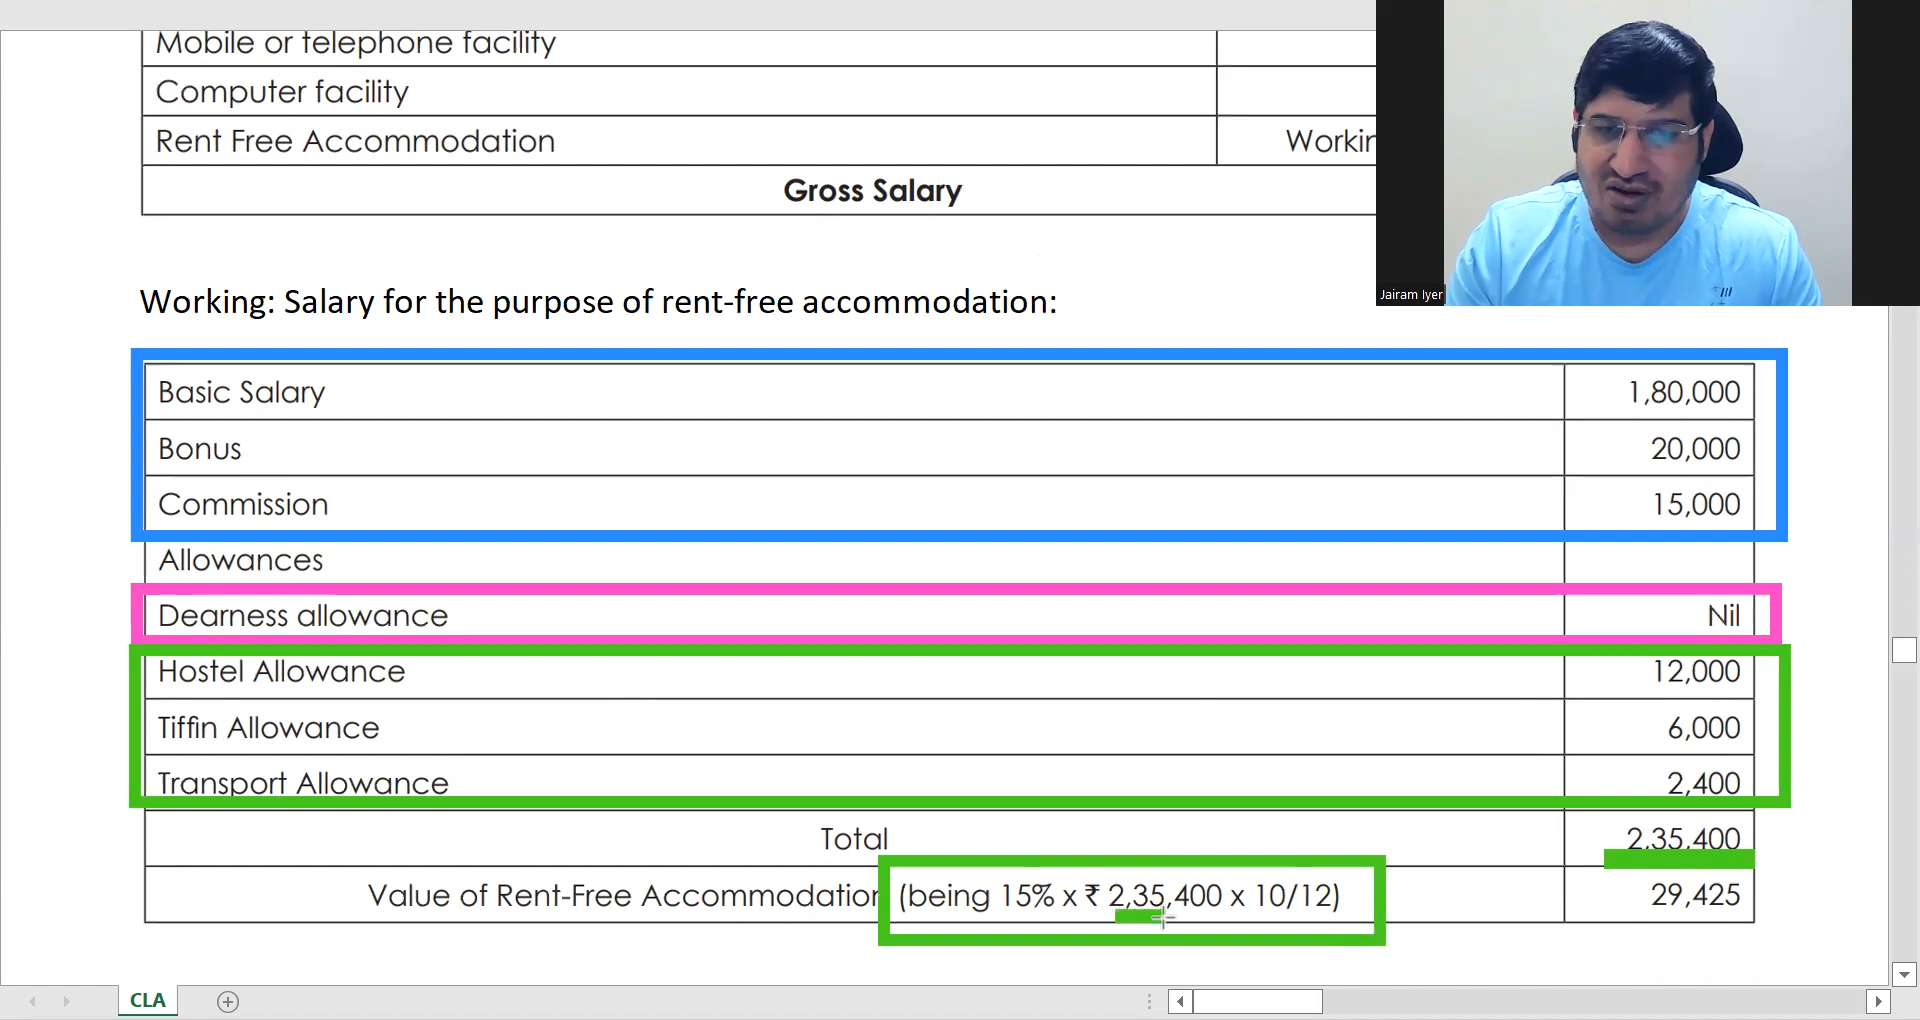 Mobile or telephone facility
Computer facility
Rent Free Accommodation
Gross Salary
Jairam Iyer
Working: Salary for the purpose of rent-free accommodation:
Basic Salary 1,80,000
Bonus 20,000
Commission 15,000
Allowances
Dearness allowance Nil
Hostel Allowance 12,000
Tiffin Allowance 6,000
Transport Allowance 2,400
Total 2,35,400
Value of Rent-Free Accommodation (being 15% x ₹ 2,35,400 x 10/12) 29,425
CLA